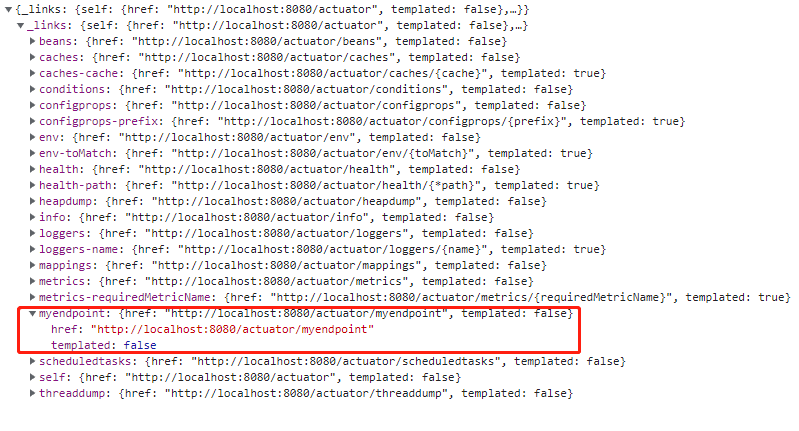 {_links: {self: {href: "http://localhost:8080/actuator", templated: false},…}}
_links: {self: {href: "http://localhost:8080/actuator", templated: false},…}
beans: {href: "http://localhost:8080/actuator/beans", templated: false}
caches: {href: "http://localhost:8080/actuator/caches", templated: false}
caches-cache: {href: "http://localhost:8080/actuator/caches/{cache}", templated: true}
conditions: {href: "http://localhost:8080/actuator/conditions", templated: false}
configprops: {href: "http://localhost:8080/actuator/configprops", templated: false}
configprops-prefix: {href: "http://localhost:8080/actuator/configprops/{prefix}", templated: true}
env: {href: "http://localhost:8080/actuator/env", templated: false}
env-toMatch: {href: "http://localhost:8080/actuator/env/{toMatch}", templated: true}
health: {href: "http://localhost:8080/actuator/health", templated: false}
health-path: {href: "http://localhost:8080/actuator/health/{*path}", templated: true}
heapdump: {href: "http://localhost:8080/actuator/heapdump", templated: false}
info: {href: "http://localhost:8080/actuator/info", templated: false}
loggers: {href: "http://localhost:8080/actuator/loggers", templated: false}
loggers-name: {href: "http://localhost:8080/actuator/loggers/{name}", templated: true}
mappings: {href: "http://localhost:8080/actuator/mappings", templated: false}
metrics: {href: "http://localhost:8080/actuator/metrics", templated: false}
metrics-requiredMetricName: {href: "http://localhost:8080/actuator/metrics/{requiredMetricName}", templated: true}
myendpoint: {href: "http://localhost:8080/actuator/myendpoint", templated: false}
href: "http://localhost:8080/actuator/myendpoint"
templated: false
scheduledtasks: {href: "http://localhost:8080/actuator/scheduledtasks", templated: false}
self: {href: "http://localhost:8080/actuator", templated: false}
threaddump: {href: "http://localhost:8080/actuator/threaddump", templated: false}